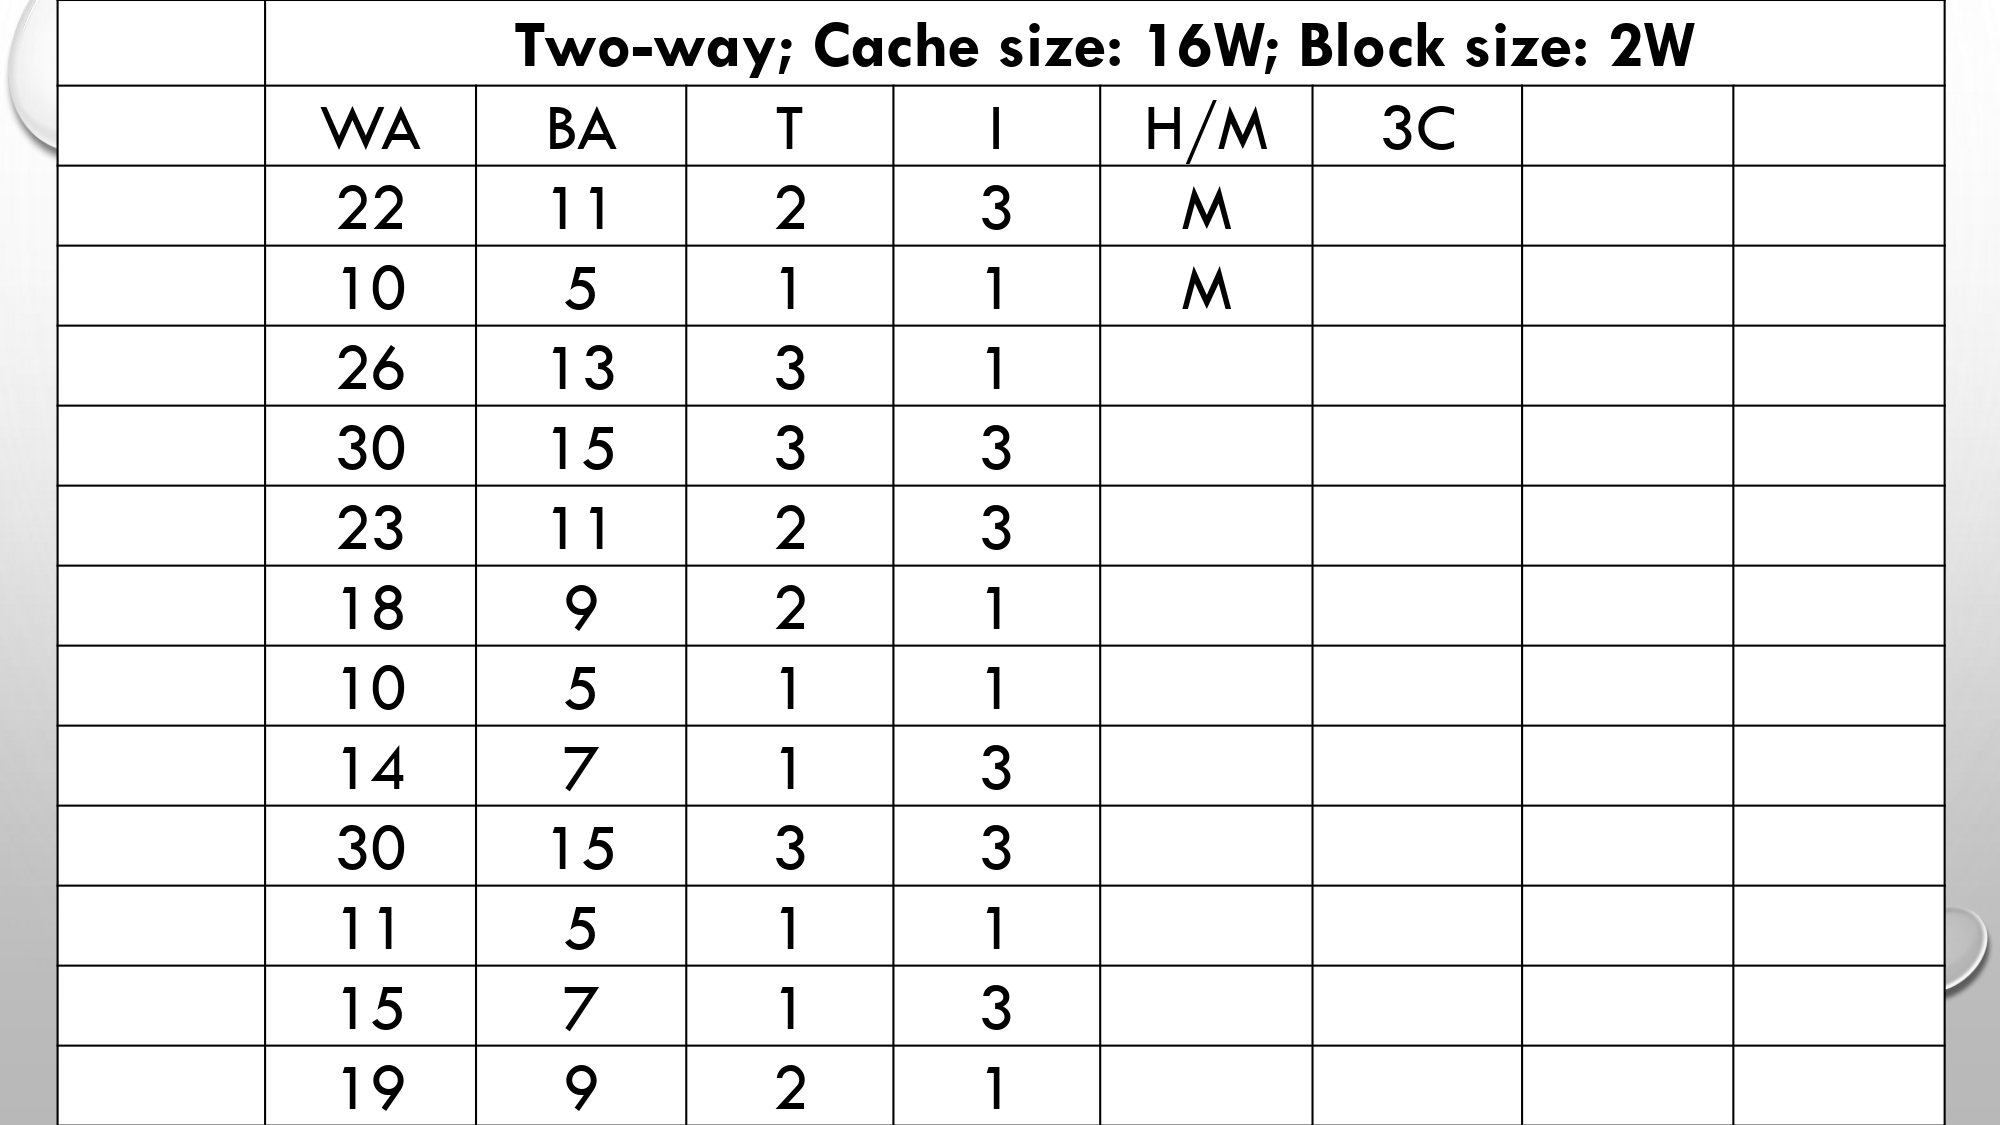 Two-way; Cache size: 16W; Block size: 2W
WA BA T I H/M 3C
22 11 2 3 M
10 5 1 1 M
26 13 3 1
30 15 3 3
23 11 2 3
18 9 2 1
10 5 1 1
14 7 1 3
30 15 3 3
11 5 1 1
15 7 1 3
19 9 2 1